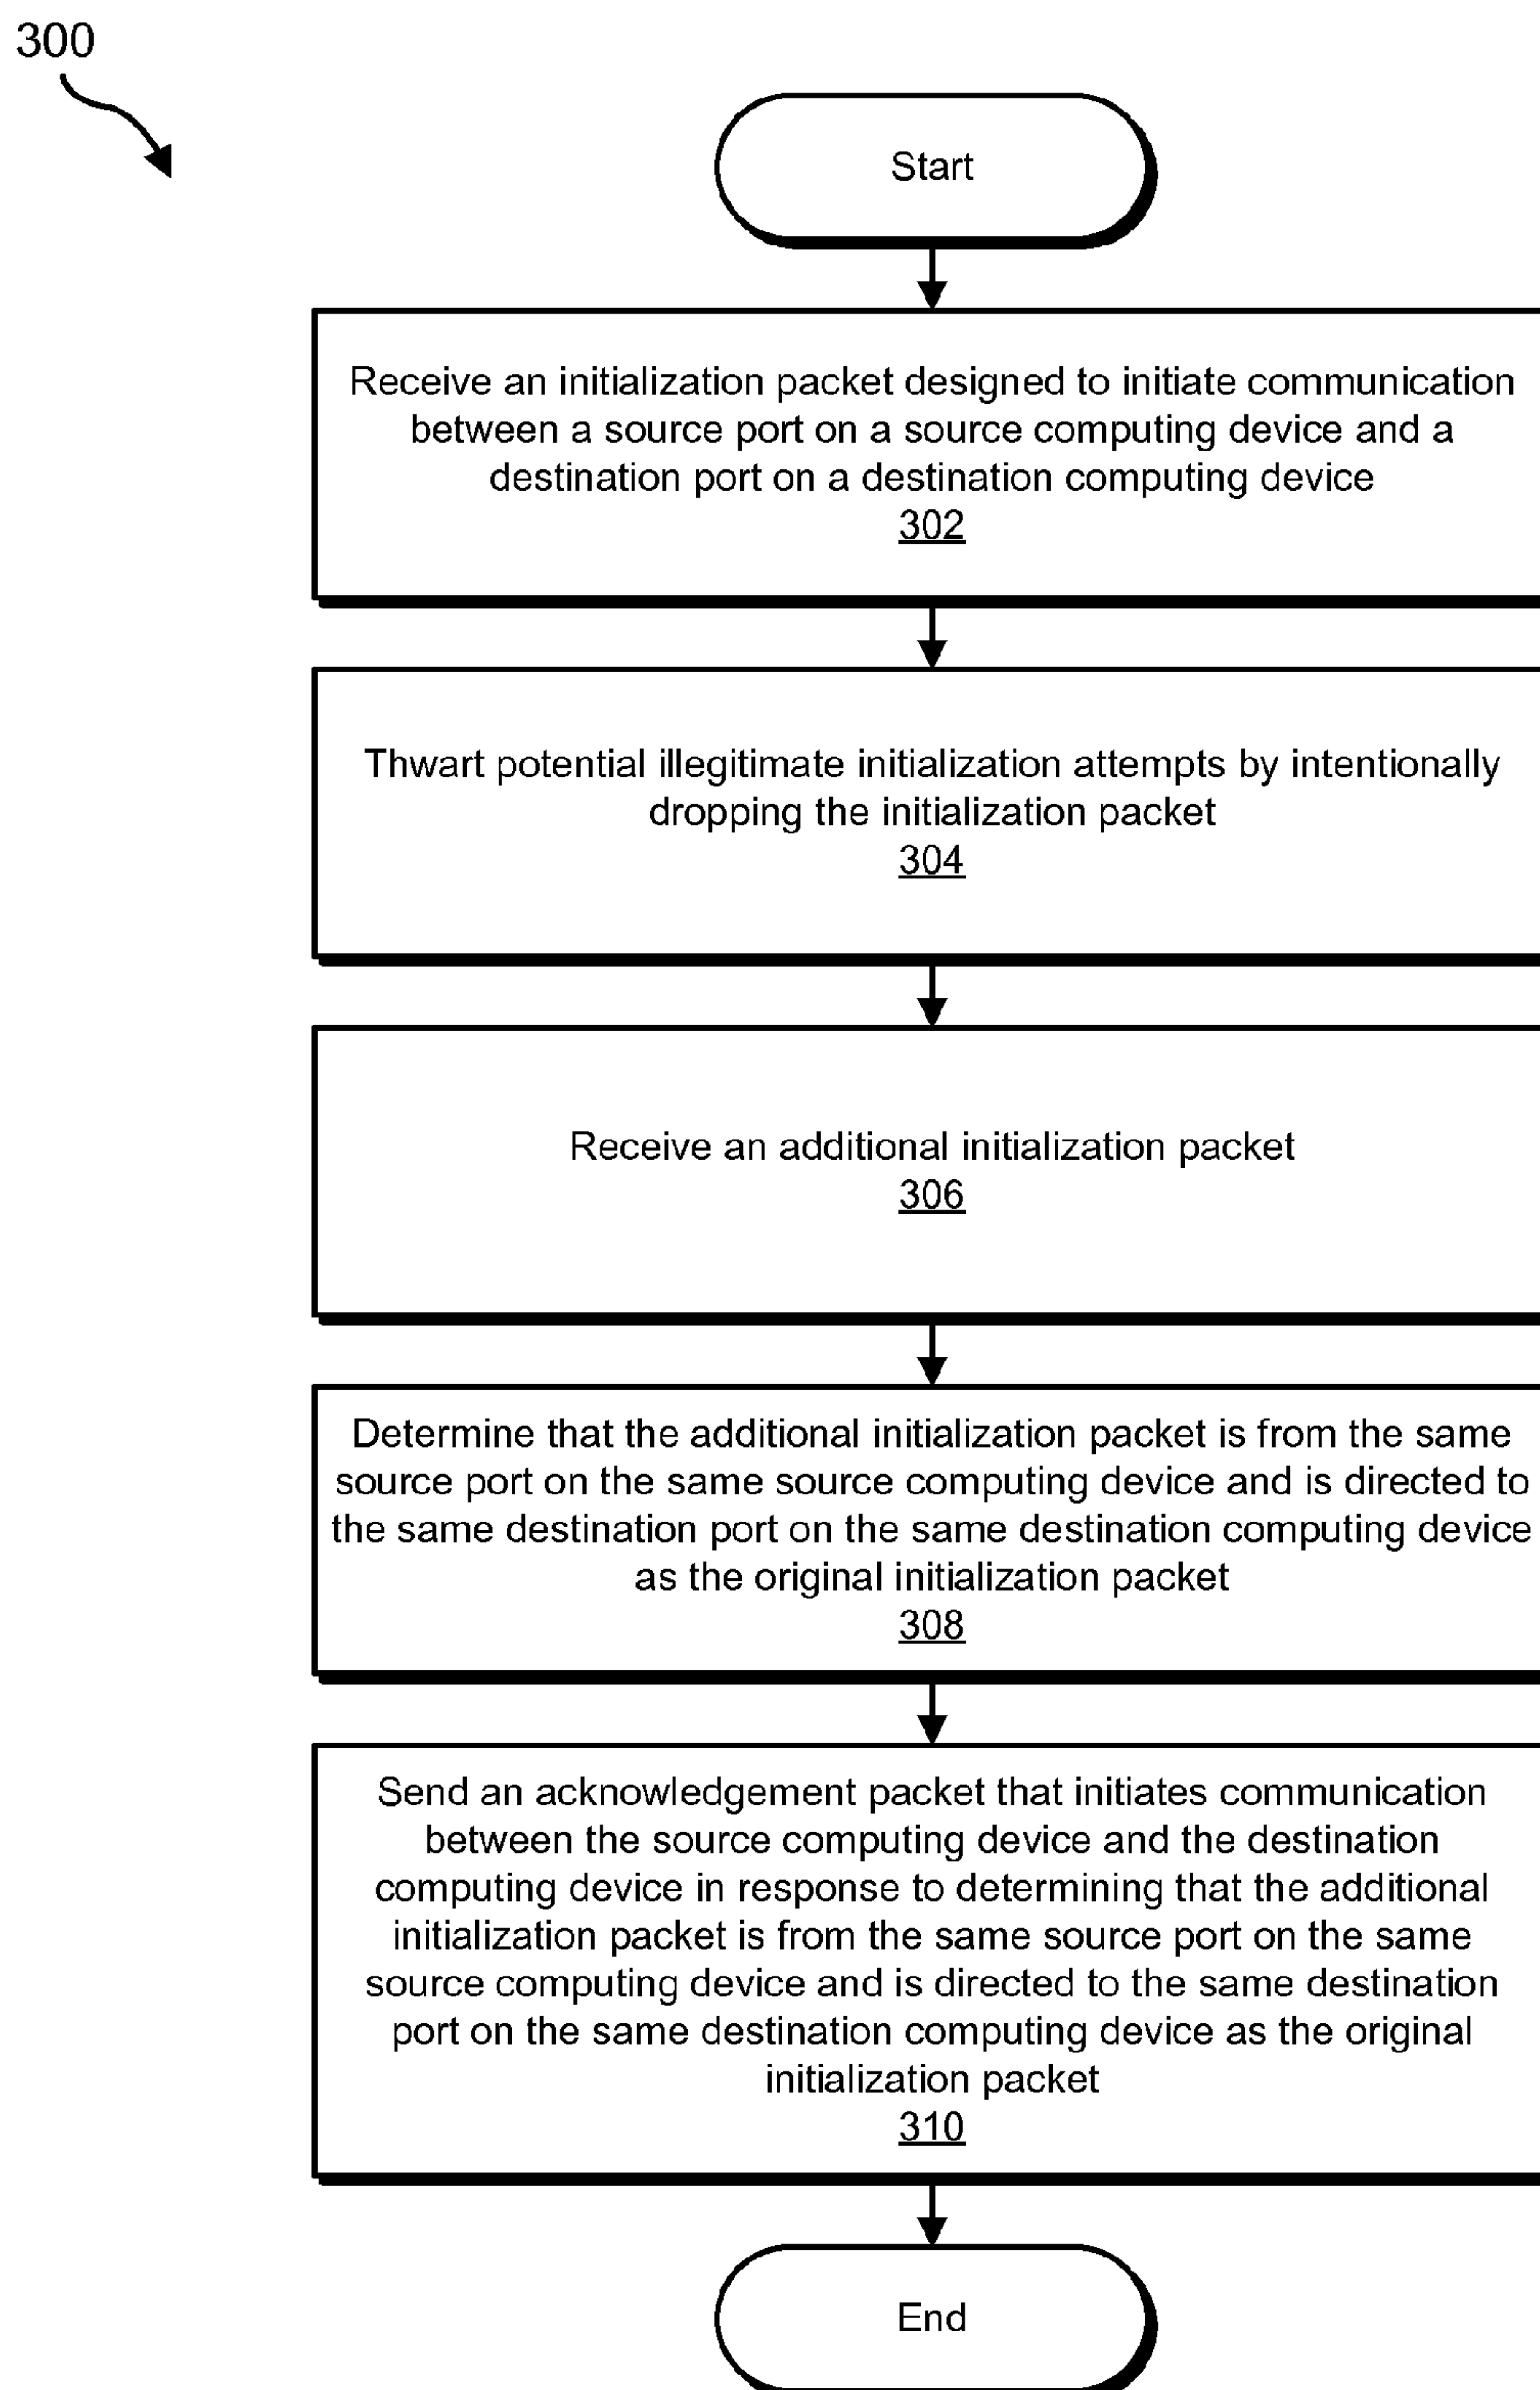 300
Start
Receive an initialization packet designed to initiate communication
between a source port on a source computing device and a
destination port on a destination computing device
302
Thwart potential illegitimate initialization attempts by intentionally
dropping the initialization packet
304
Receive an additional initialization packet
306
Determine that the additional initialization packet is from the same
source port on the same source computing device and is directed to
the same destination port on the same destination computing device
as the original initialization packet
308
Send an acknowledgement packet that initiates communication
between the source computing device and the destination
computing device in response to determining that the additional
initialization packet is from the same source port on the same
source computing device and is directed to the same destination
port on the same destination computing device as the original
initialization packet
310
End